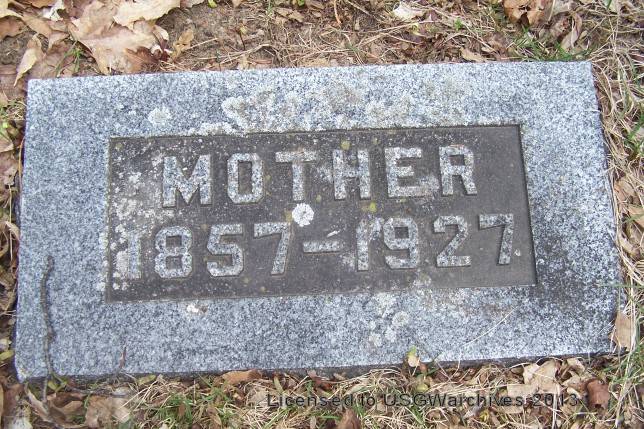 MOTHER
1857-1927
Licensed to USGWarchives 2013